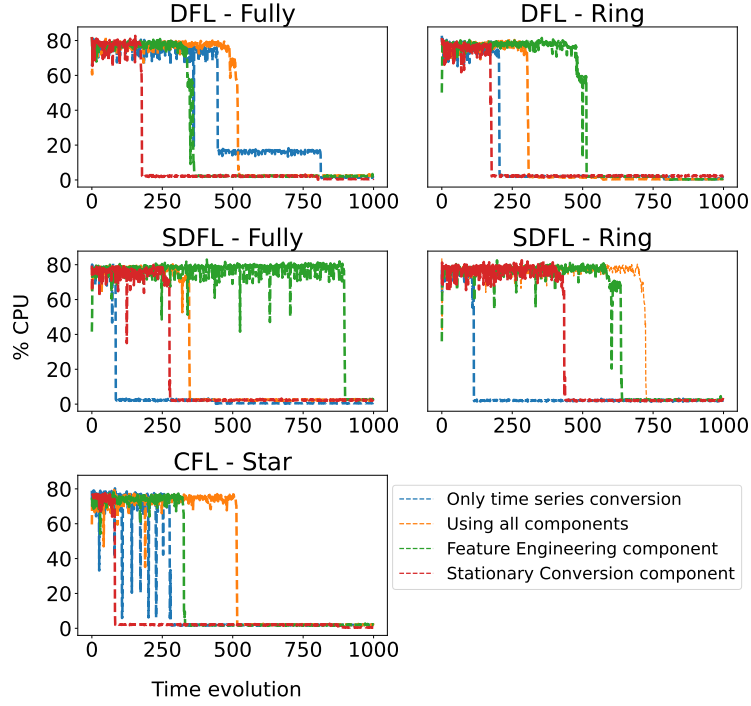 DFL - Fully
DFL - Ring
80
60
40
20
0
0 250 500 750 1000
0 250 500 750 1000
SDFL - Fully
SDFL - Ring
80
60
40
20
0
% CPU
0 250 500 750 1000
0 250 500 750 1000
CFL - Star
80
60
40
20
0
0 250 500 750 1000
Only time series conversion
Using all components
Feature Engineering component
Stationary Conversion component
Time evolution